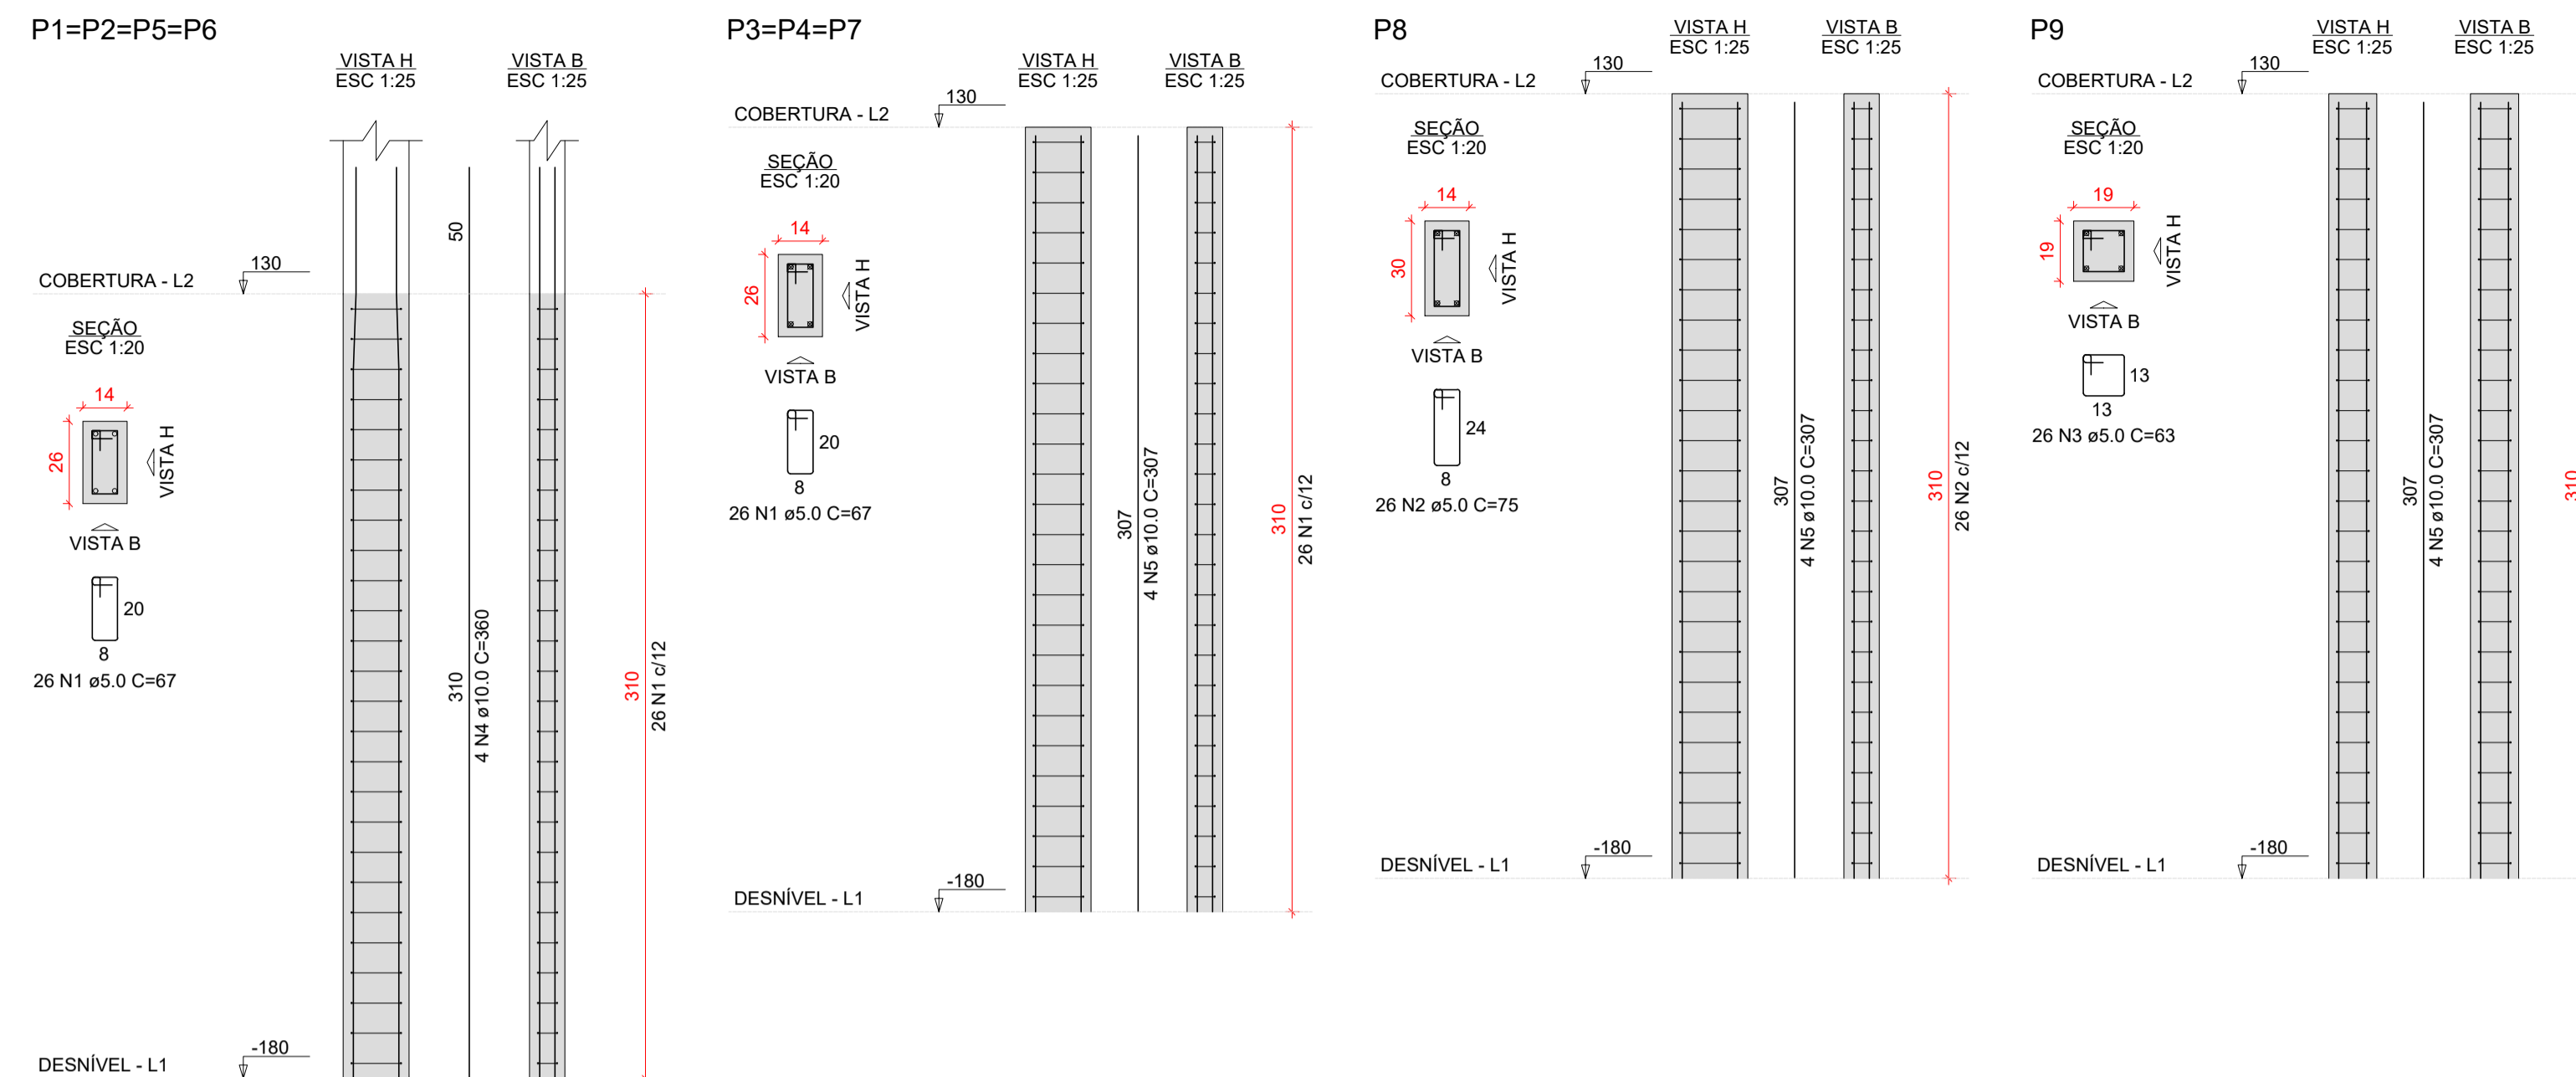 P1=P2=P5=P6
VISTA H
ESC 1:25
VISTA B
ESC 1:25
50
COBERTURA - L2
130
SEÇÃO
ESC 1:20
14
26
VISTA H
VISTA B
20
8
26 N1 ø5.0 C=67
310
4 N4 ø10.0 C=360
310
26 N1 c/12
DESNÍVEL - L1
-180
P3=P4=P7
VISTA H
ESC 1:25
VISTA B
ESC 1:25
COBERTURA - L2
130
SEÇÃO
ESC 1:20
14
26
VISTA H
VISTA B
20
8
26 N1 ø5.0 C=67
307
4 N5 ø10.0 C=307
310
26 N1 c/12
DESNÍVEL - L1
-180
P8
VISTA H
ESC 1:25
VISTA B
ESC 1:25
COBERTURA - L2
130
SEÇÃO
ESC 1:20
14
30
VISTA H
VISTA B
24
8
26 N2 ø5.0 C=75
307
4 N5 ø10.0 C=307
310
26 N2 c/12
DESNÍVEL - L1
-180
P9
VISTA H
ESC 1:25
VISTA B
ESC 1:25
COBERTURA - L2
130
SEÇÃO
ESC 1:20
19
19
VISTA H
VISTA B
13
13
26 N3 ø5.0 C=63
307
4 N5 ø10.0 C=307
310
DESNÍVEL - L1
-180